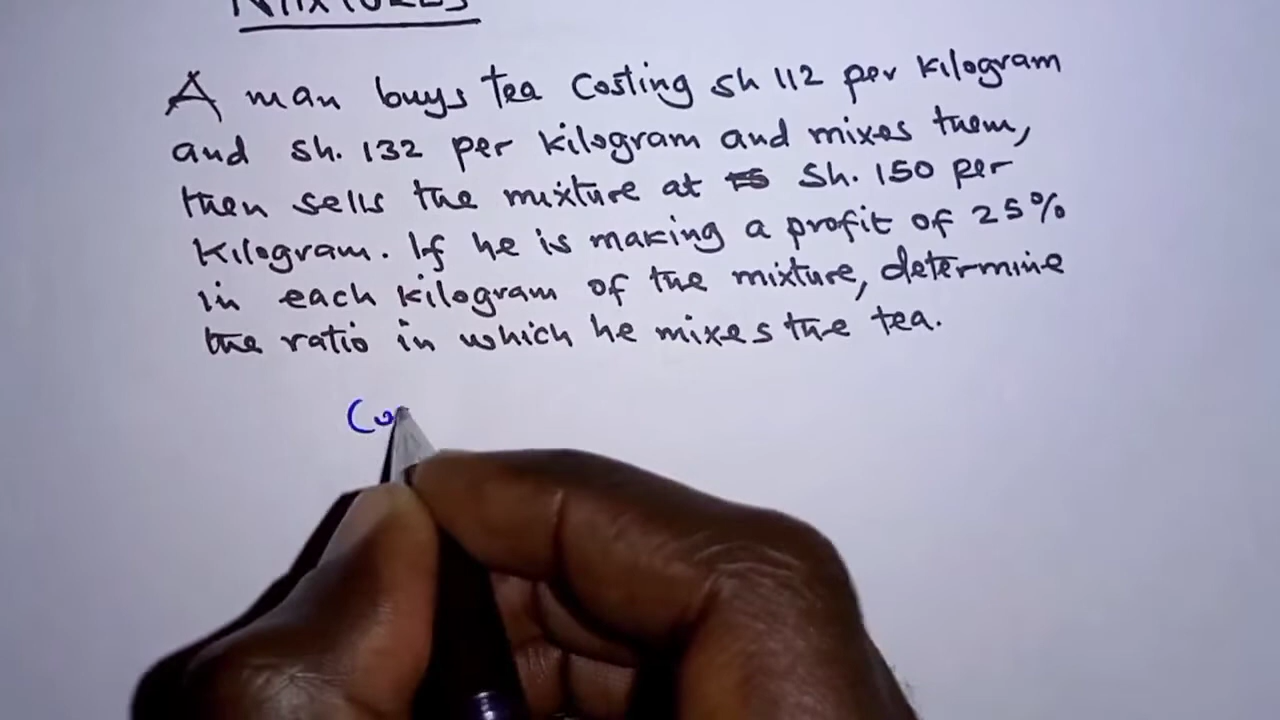 MIXTURES
A man buys tea costing sh 112 per kilogram
and sh. 132 per kilogram and mixes them,
then sells the mixture at sh. 150 per
kilogram. If he is making a profit of 25%
in each kilogram of the mixture, determine
the ratio in which he mixes the tea.